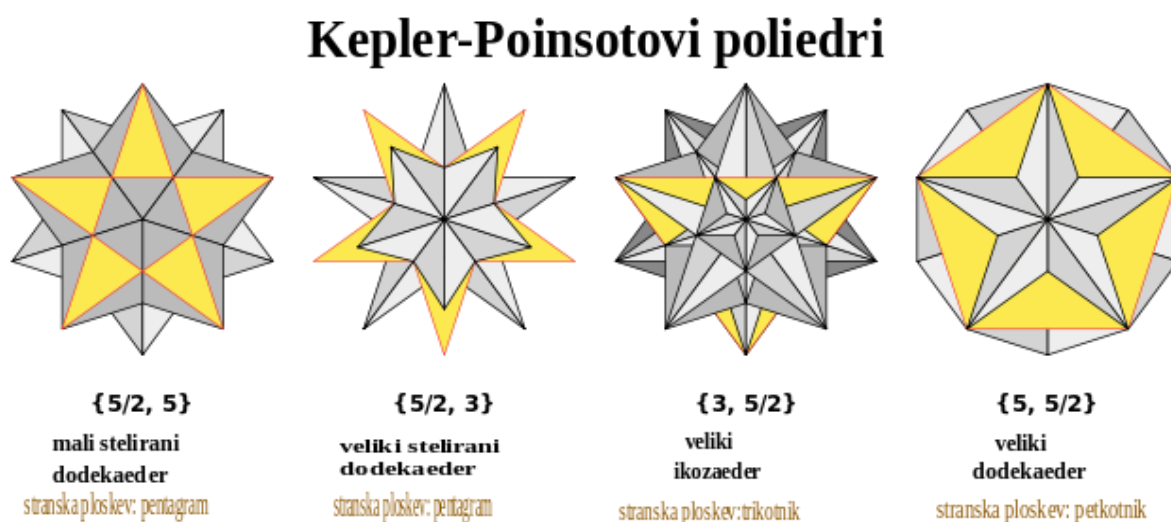 Kepler-Poinsotovi poliedri
{5/2, 5}
mali stelirani
dodekaeder
stranska ploskev: pentagram
{5/2, 3}
veliki stelirani
dodekaeder
stranska ploskev: pentagram
{3, 5/2}
veliki
ikozaeder
stranska ploskev:trikotnik
{5, 5/2}
veliki
dodekaeder
stranska ploskev: petkotnik